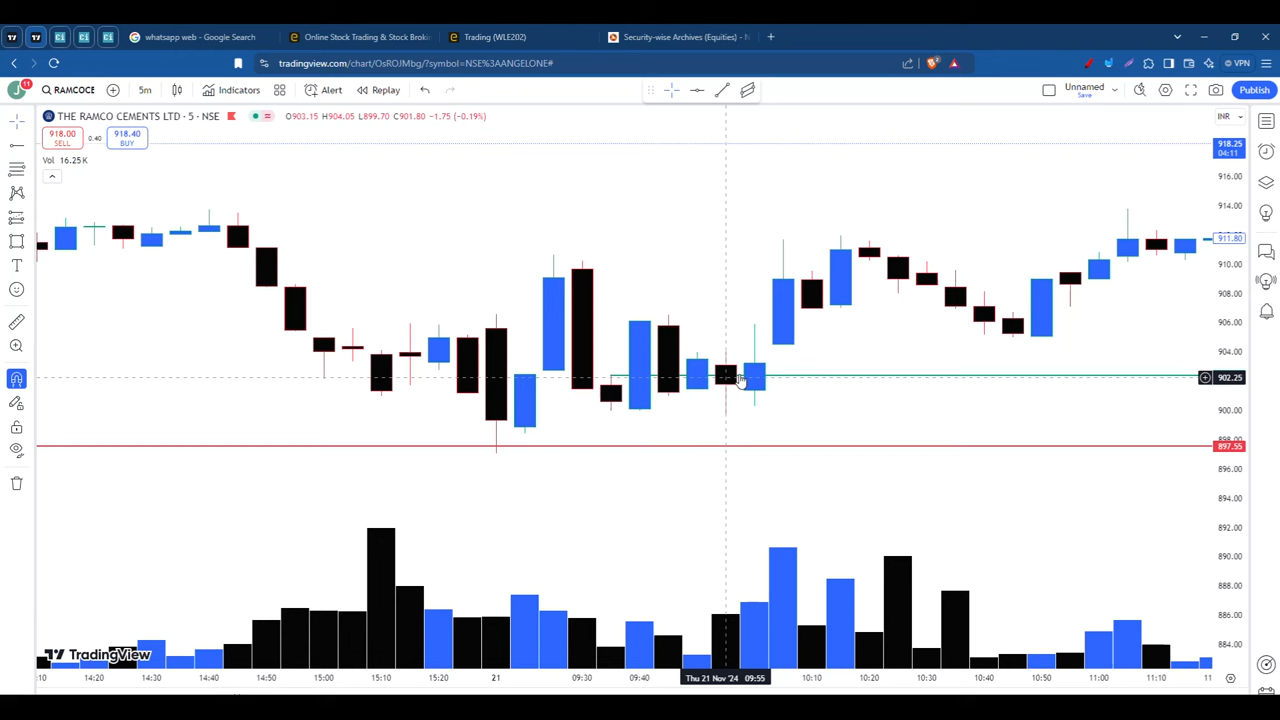 whatsapp web - Google Search
Online Stock Trading & Stock Brokin
Trading (WLE202)
Security-wise Archives (Equities) - N
tradingview.com/chart/OsROJMbg/?symbol=NSE%3AANGELONE#
VPN
J
11
RAMCOCE
5m
Indicators
Alert
Replay
Unnamed
Save
Publish
THE RAMCO CEMENTS LTD · 5 · NSE
O903.15 H904.05 L899.70 C901.80 -1.75 (-0.19%)
INR
918.00
SELL
0.40
918.40
BUY
Vol 16.25 K
918.25
04:11
916.00
914.00
911.80
910.00
908.00
906.00
904.00
902.25
900.00
898.00
897.55
896.00
894.00
892.00
890.00
888.00
886.00
884.00
TradingView
:10
14:20
14:30
14:40
14:50
15:00
15:10
15:20
21
09:30
09:40
Thu 21 Nov '24 09:55
10:10
10:20
10:30
10:40
10:50
11:00
11:10
11